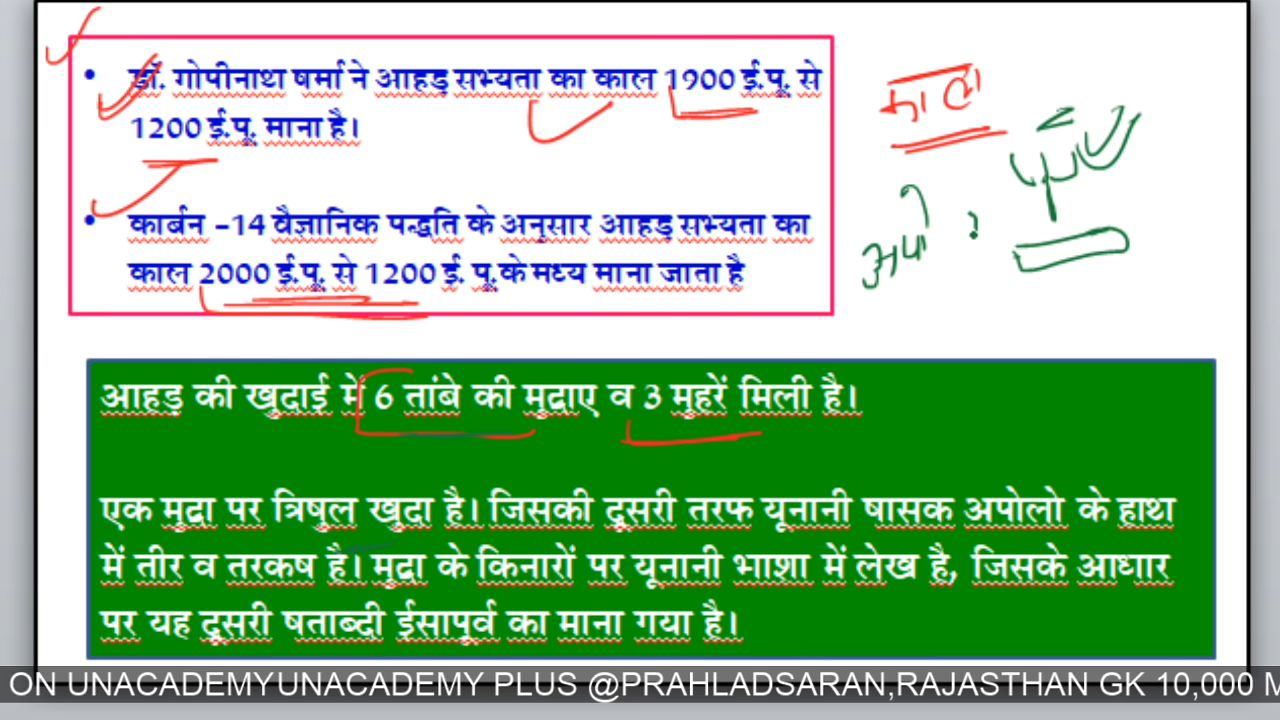 • डॉ. गोपीनाथा षर्मा ने आहड़ सभ्यता का काल 1900 ई.पू. से
1200 ई.पू. माना है।
• कार्बन –14 वैज्ञानिक पद्धति के अनुसार आहड़ सभ्यता का
काल 2000 ई.पू. से 1200 ई. पू.के मध्य माना जाता है
आहड़ की खुदाई में 6 तांबे की मुद्राए व 3 मुहरें मिली है।
एक मुद्रा पर त्रिषुल खुदा है। जिसकी दूसरी तरफ यूनानी षासक अपोलो के हाथ
में तीर व तरकष है। मुद्रा के किनारों पर यूनानी भाशा में लेख है, जिसके आधार
पर यह दूसरी षताब्दी ईसापूर्व का माना गया है।
ON UNACADEMYUNACADEMY PLUS @PRAHLADSARAN,RAJASTHAN GK 10,000 M